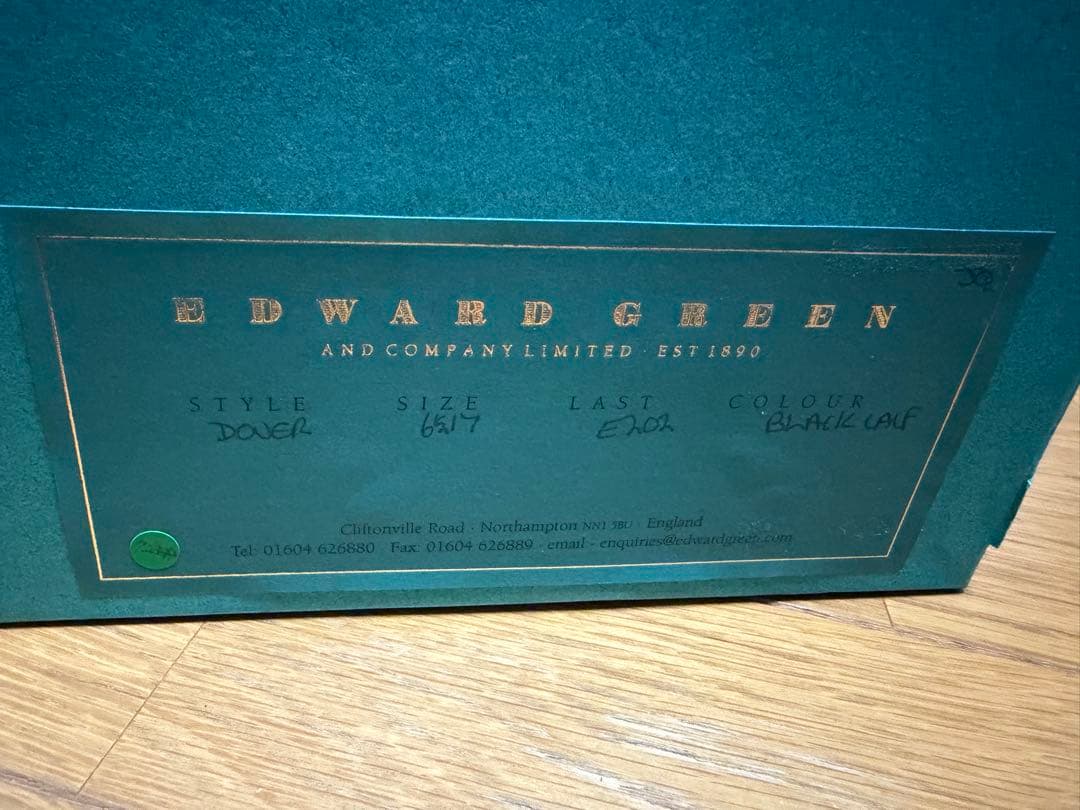 EDWARD GREEN
AND COMPANY LIMITED · EST 1890
STYLE SIZE LAST COLOUR
DOVER 6½/7 E202 BLACK CALF
Cliftonville Road · Northampton NN1 5BU · England
Tel: 01604 626880 Fax: 01604 626889 email - enquiries@edwardgreen.com